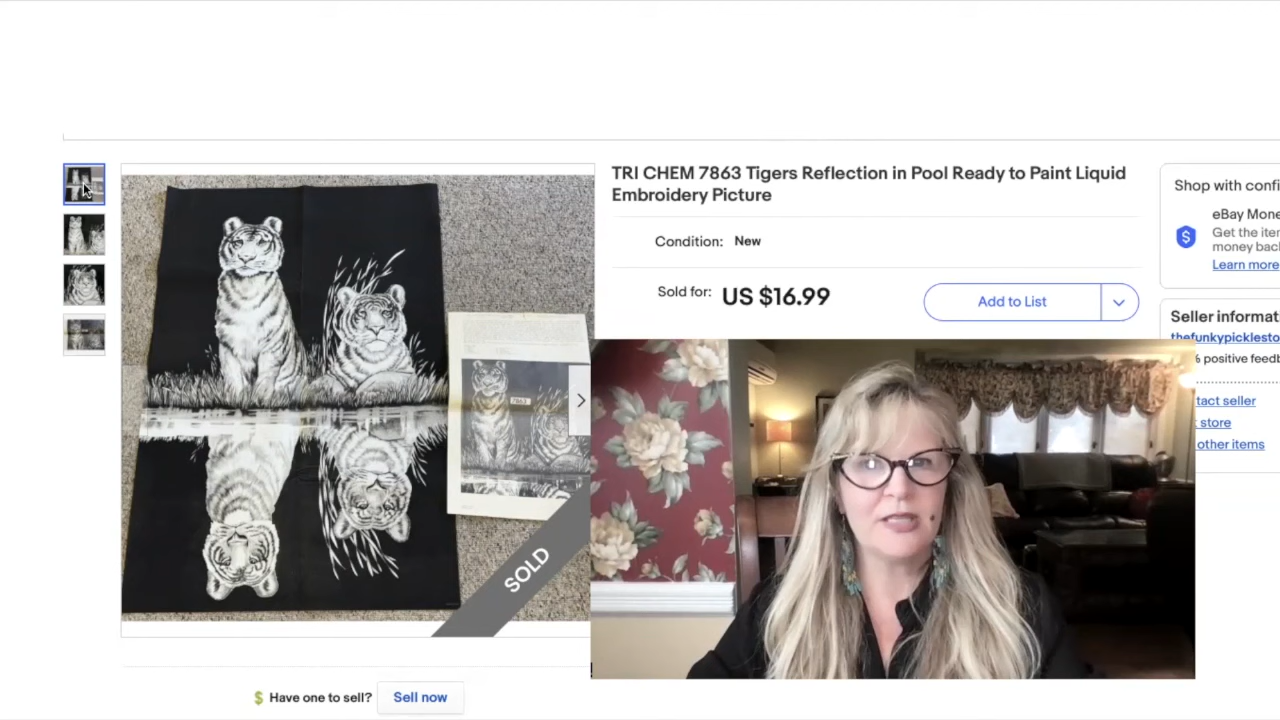 TRI CHEM 7863 Tigers Reflection in Pool Ready to Paint Liquid
Embroidery Picture
Condition: New
Sold for: US $16.99
Add to List
Shop with confi
eBay Mone
Get the iter
money back
Learn more
Seller informat
thefunkypicklesto
% positive feedb
tact seller
store
other items
7863
SOLD
$ Have one to sell? Sell now